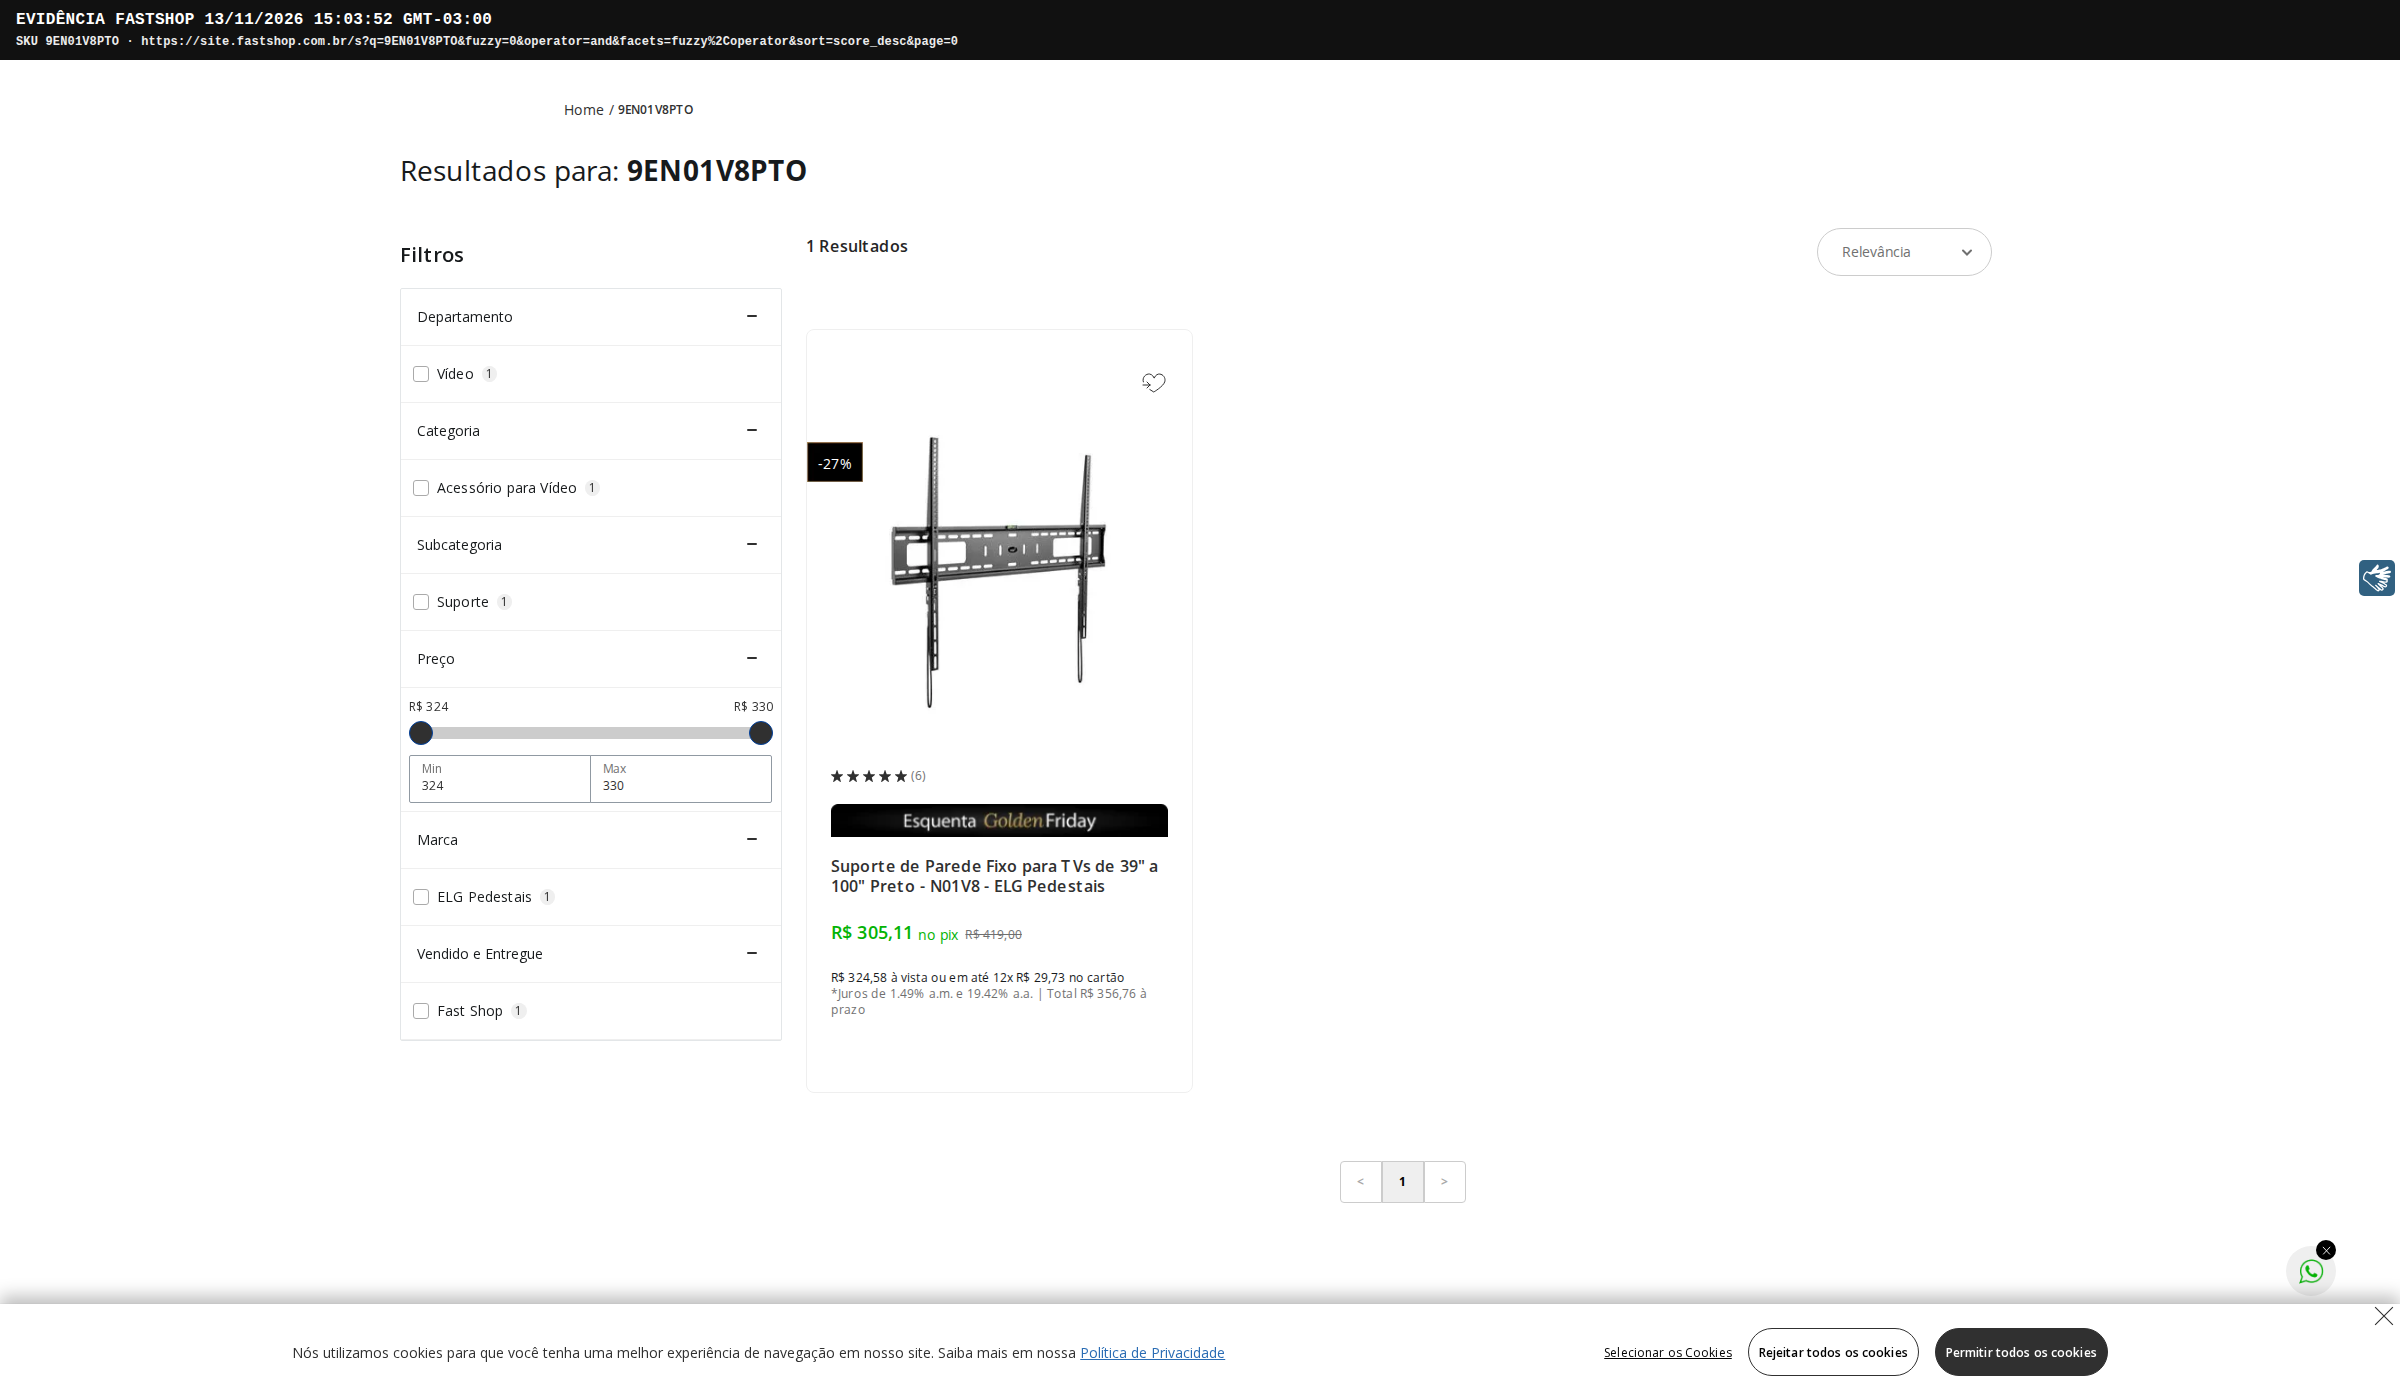 EVIDÊNCIA FASTSHOP 13/11/2026 15:03:52 GMT-03:00
SKU 9EN01V8PTO · https://site.fastshop.com.br/s?q=9EN01V8PTO&fuzzy=0&operator=and&facets=fuzzy%2Coperator&sort=score_desc&page=0
Home / 9EN01V8PTO
Resultados para: 9EN01V8PTO
Filtros
1 Resultados
Relevância
Departamento
Vídeo 1
Categoria
Acessório para Vídeo 1
Subcategoria
Suporte 1
Preço
R$ 324 R$ 330
Min
324
Max
330
Marca
ELG Pedestais 1
Vendido e Entregue
Fast Shop 1
-27%
(6)
Esquenta Golden Friday
Suporte de Parede Fixo para TVs de 39" a
100" Preto - N01V8 - ELG Pedestais
R$ 305,11 no pix R$ 419,00
R$ 324,58 à vista ou em até 12x R$ 29,73 no cartão
*Juros de 1.49% a.m. e 19.42% a.a. | Total R$ 356,76 à
prazo
< 1 >
Nós utilizamos cookies para que você tenha uma melhor experiência de navegação em nosso site. Saiba mais em nossa Política de Privacidade
Selecionar os Cookies
Rejeitar todos os cookies
Permitir todos os cookies